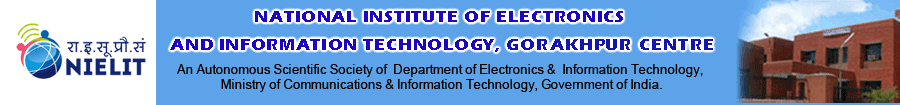 रा.इ.सू.प्रौ.सं
NIELIT
NATIONAL INSTITUTE OF ELECTRONICS
AND INFORMATION TECHNOLOGY, GORAKHPUR CENTRE
An Autonomous Scientific Society of Department of Electronics & Information Technology,
Ministry of Communications & Information Technology, Government of India.